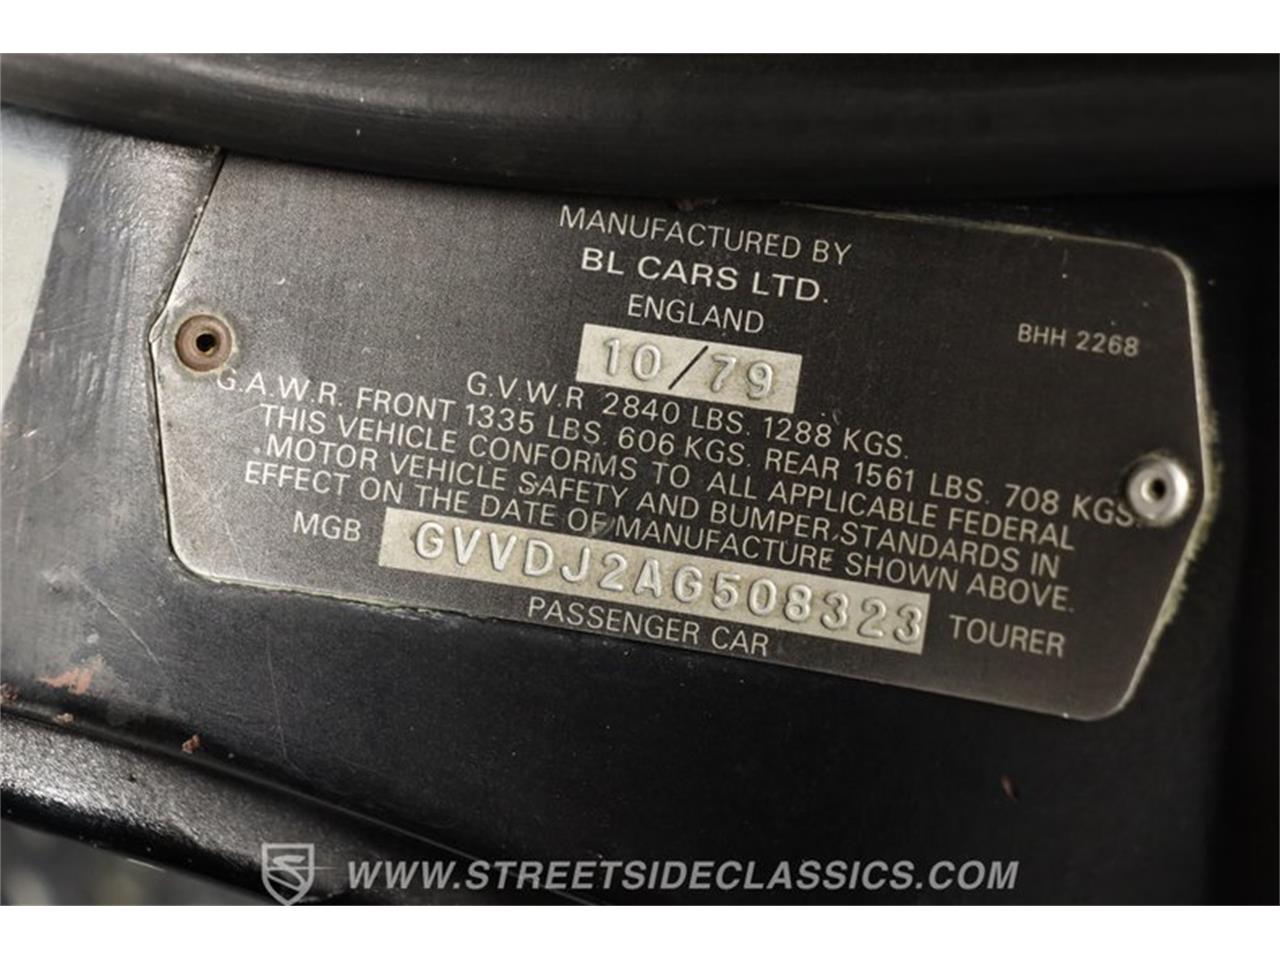 MANUFACTURED BY
BL CARS LTD.
ENGLAND
BHH 2268
10/79
G.V.W.R 2840 LBS. 1288 KGS.
G.A.W.R. FRONT 1335 LBS. 606 KGS. REAR 1561 LBS. 708 KGS.
THIS VEHICLE CONFORMS TO ALL APPLICABLE FEDERAL
MOTOR VEHICLE SAFETY AND BUMPER STANDARDS IN
EFFECT ON THE DATE OF MANUFACTURE SHOWN ABOVE.
MGB GVVDJ2AG508323 TOURER
PASSENGER CAR
WWW.STREETSIDECLASSICS.COM